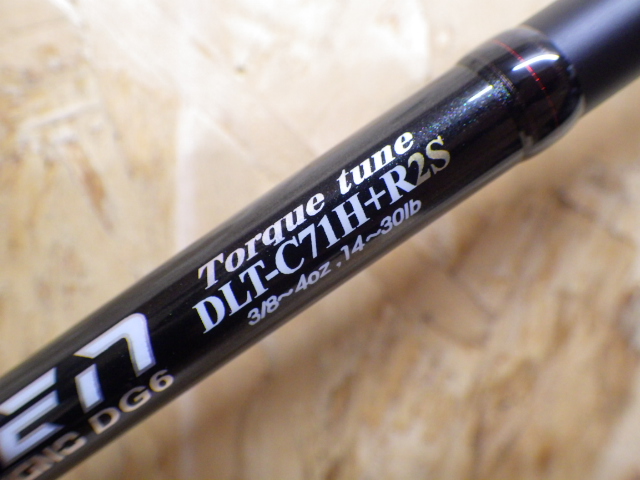 Torque tune
DLT-C71H+R2S
3/8~4oz .14~30lb
DG6